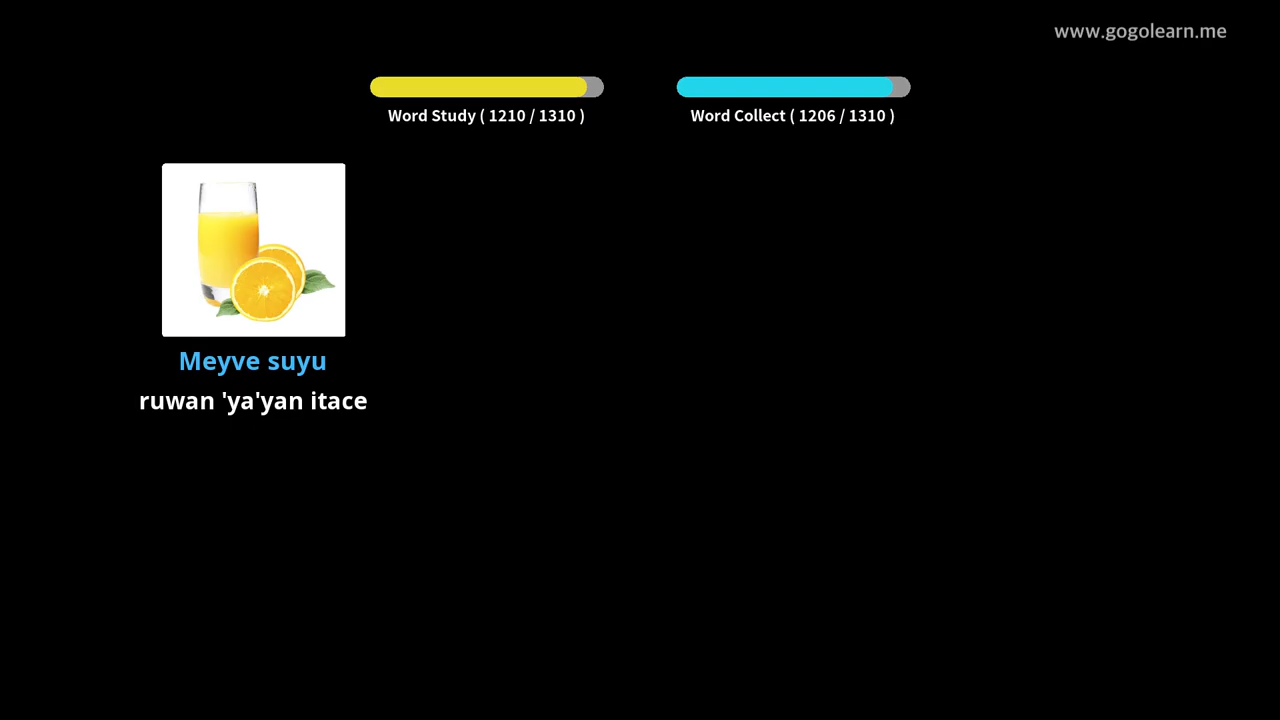 www.gogolearn.me
Word Study ( 1210 / 1310 )
Word Collect ( 1206 / 1310 )
Meyve suyu
ruwan 'ya'yan itace